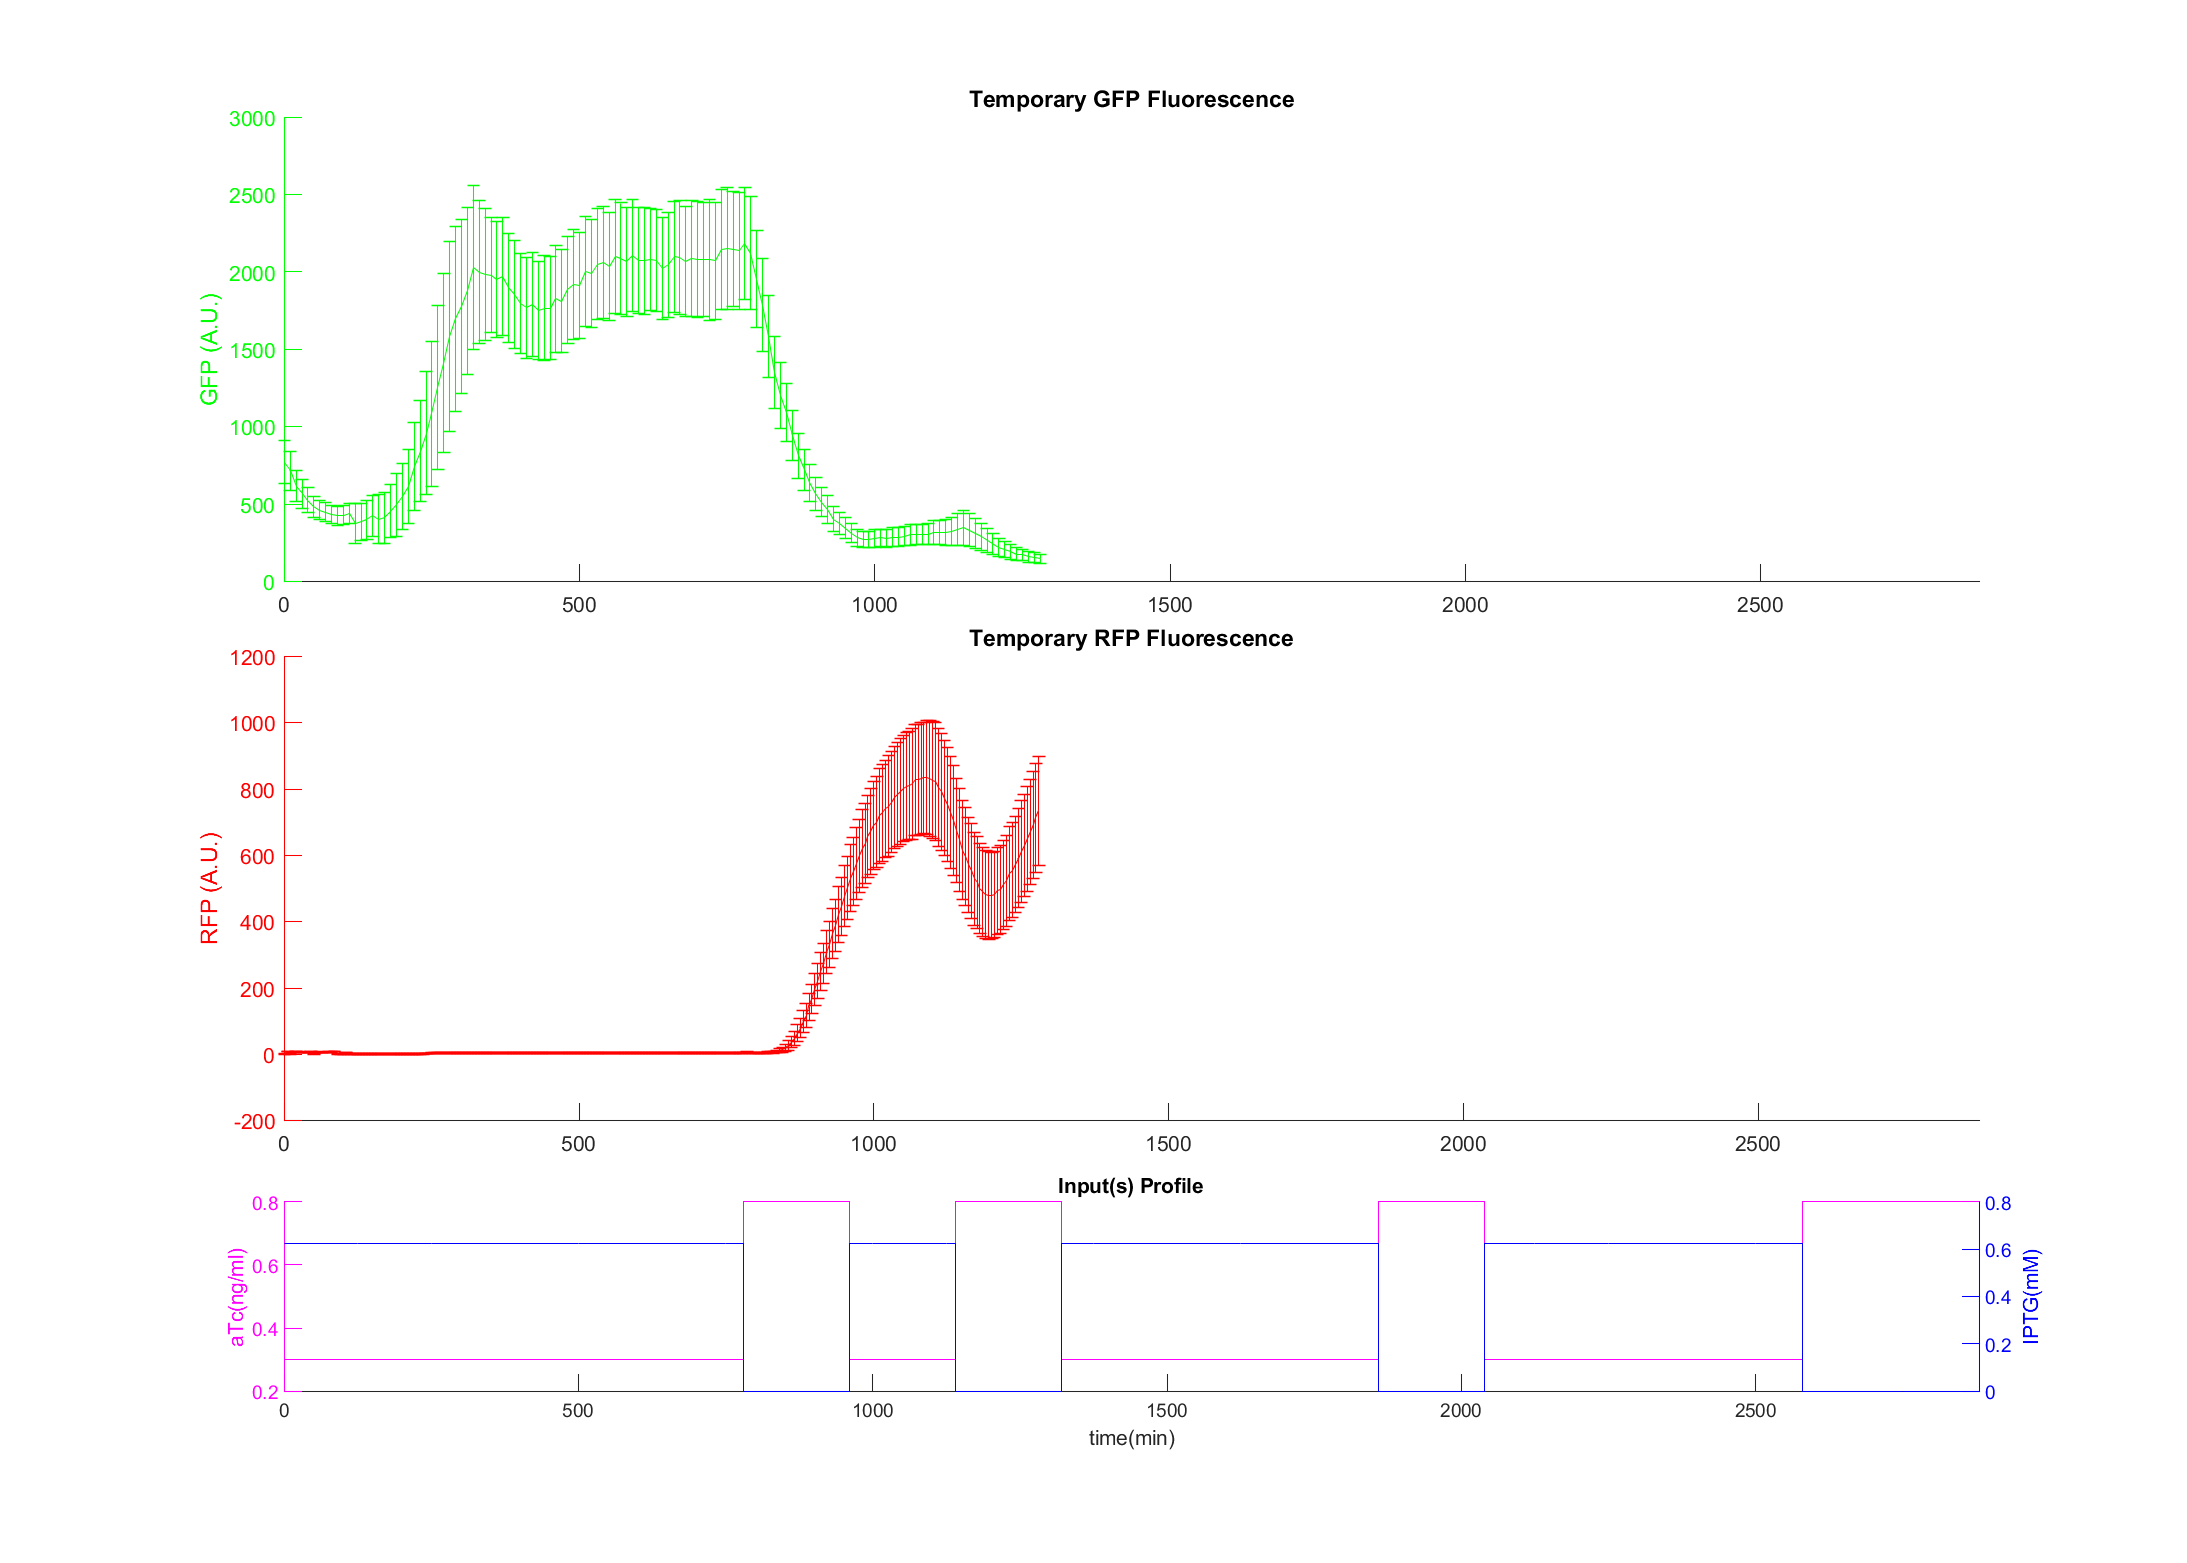 Temporary GFP Fluorescence
3000
2500
2000
1500
1000
500
0
GFP (A.U.)
0 500 1000 1500 2000 2500
Temporary RFP Fluorescence
1200
1000
800
600
400
200
0
-200
RFP (A.U.)
0 500 1000 1500 2000 2500
Input(s) Profile
0.8
0.6
0.4
0.2
aTc(ng/ml)
0.8
0.6
0.4
0.2
0
IPTG(mM)
0 500 1000 1500 2000 2500
time(min)